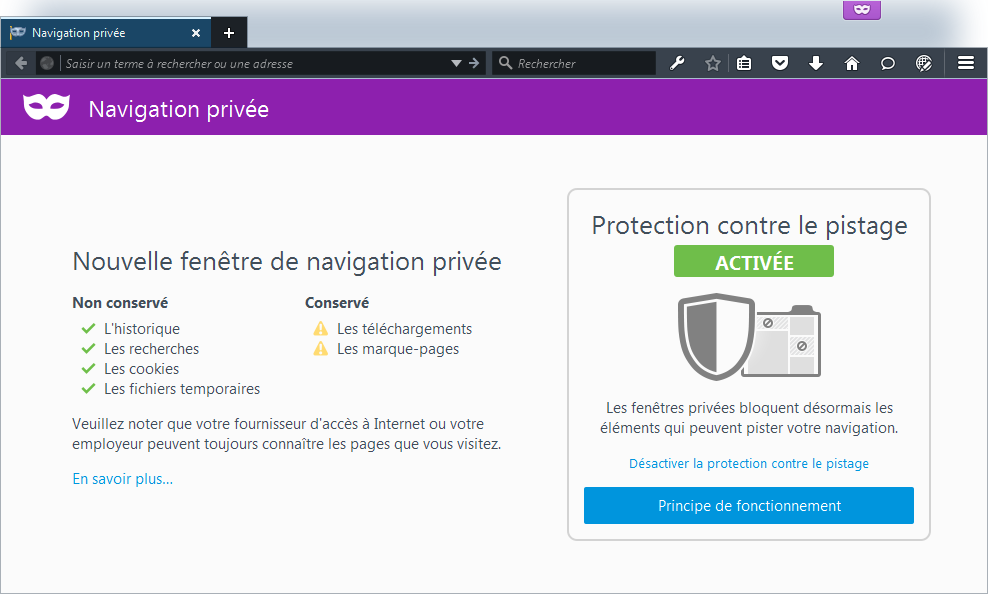 Navigation privée
Saisir un terme à rechercher ou une adresse
Rechercher
Navigation privée
Nouvelle fenêtre de navigation privée
Non conservé
L'historique
Les recherches
Les cookies
Les fichiers temporaires
Conservé
Les téléchargements
Les marque-pages
Veuillez noter que votre fournisseur d'accès à Internet ou votre
employeur peuvent toujours connaître les pages que vous visitez.
En savoir plus...
Protection contre le pistage
ACTIVÉE
Les fenêtres privées bloquent désormais les
éléments qui peuvent pister votre navigation.
Désactiver la protection contre le pistage
Principe de fonctionnement